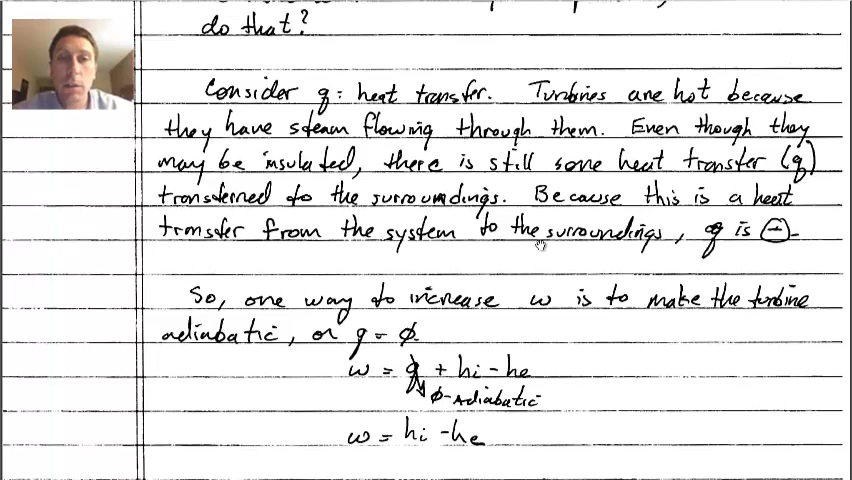 do that?
Consider q: heat transfer. Turbines are hot because
they have steam flowing through them. Even though they
may be insulated, there is still some heat transfer (q)
transferred to the surroundings. Because this is a heat
transfer from the system to the surroundings, q is (-).
So, one way to increase w is to make the turbine
adiabatic, or q = ϕ.
w = q + hi - he
ϕ-Adiabatic
w = hi - he